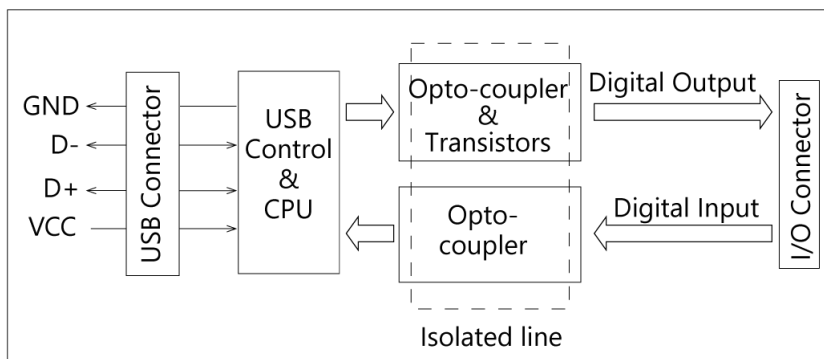 GND
D-
D+
VCC
USB Connector
USB
Control
&
CPU
Opto-coupler
&
Transistors
Opto-
coupler
Isolated line
Digital Output
Digital Input
I/O Connector